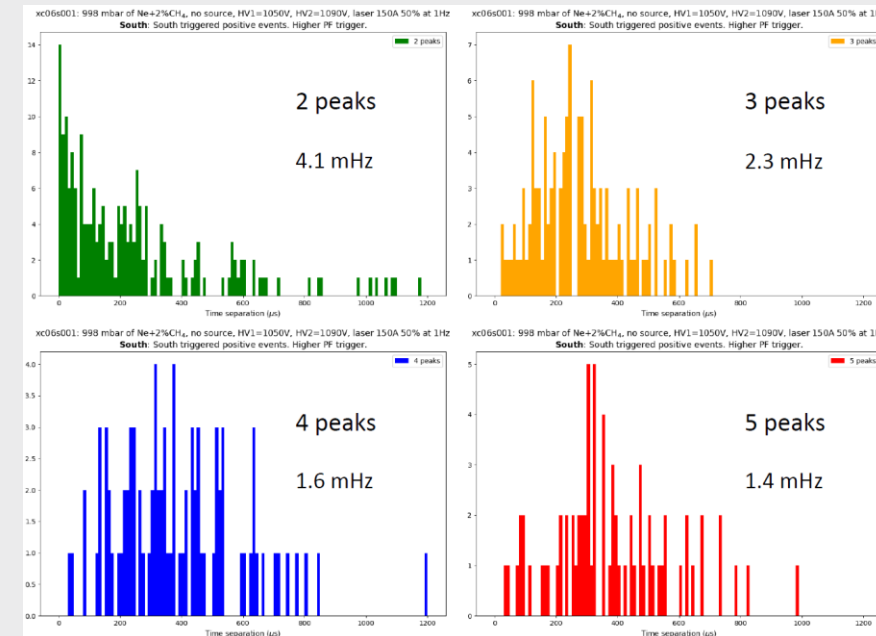 xc06s001: 998 mbar of Ne+2%CH₄, no source, HV1=1050V, HV2=1090V, laser 150A 50% at 1Hz
South: South triggered positive events. Higher PF trigger.
2 peaks
2 peaks
4.1 mHz
14
12
10
8
6
4
2
0
0 200 400 600 800 1000 1200
Time separation (μs)
xc06s001: 998 mbar of Ne+2%CH₄, no source, HV1=1050V, HV2=1090V, laser 150A 50% at 1H
South: South triggered positive events. Higher PF trigger.
3 peaks
3 peaks
2.3 mHz
7
6
5
4
3
2
1
0
0 200 400 600 800 1000 1200
Time separation (μs)
xc06s001: 998 mbar of Ne+2%CH₄, no source, HV1=1050V, HV2=1090V, laser 150A 50% at 1Hz
South: South triggered positive events. Higher PF trigger.
4 peaks
4 peaks
1.6 mHz
4.0
3.5
3.0
2.5
2.0
1.5
1.0
0.5
0.0
0 200 400 600 800 1000 1200
Time separation (μs)
xc06s001: 998 mbar of Ne+2%CH₄, no source, HV1=1050V, HV2=1090V, laser 150A 50% at 1H
South: South triggered positive events. Higher PF trigger.
5 peaks
5 peaks
1.4 mHz
5
4
3
2
1
0
0 200 400 600 800 1000 1200
Time separation (μs)